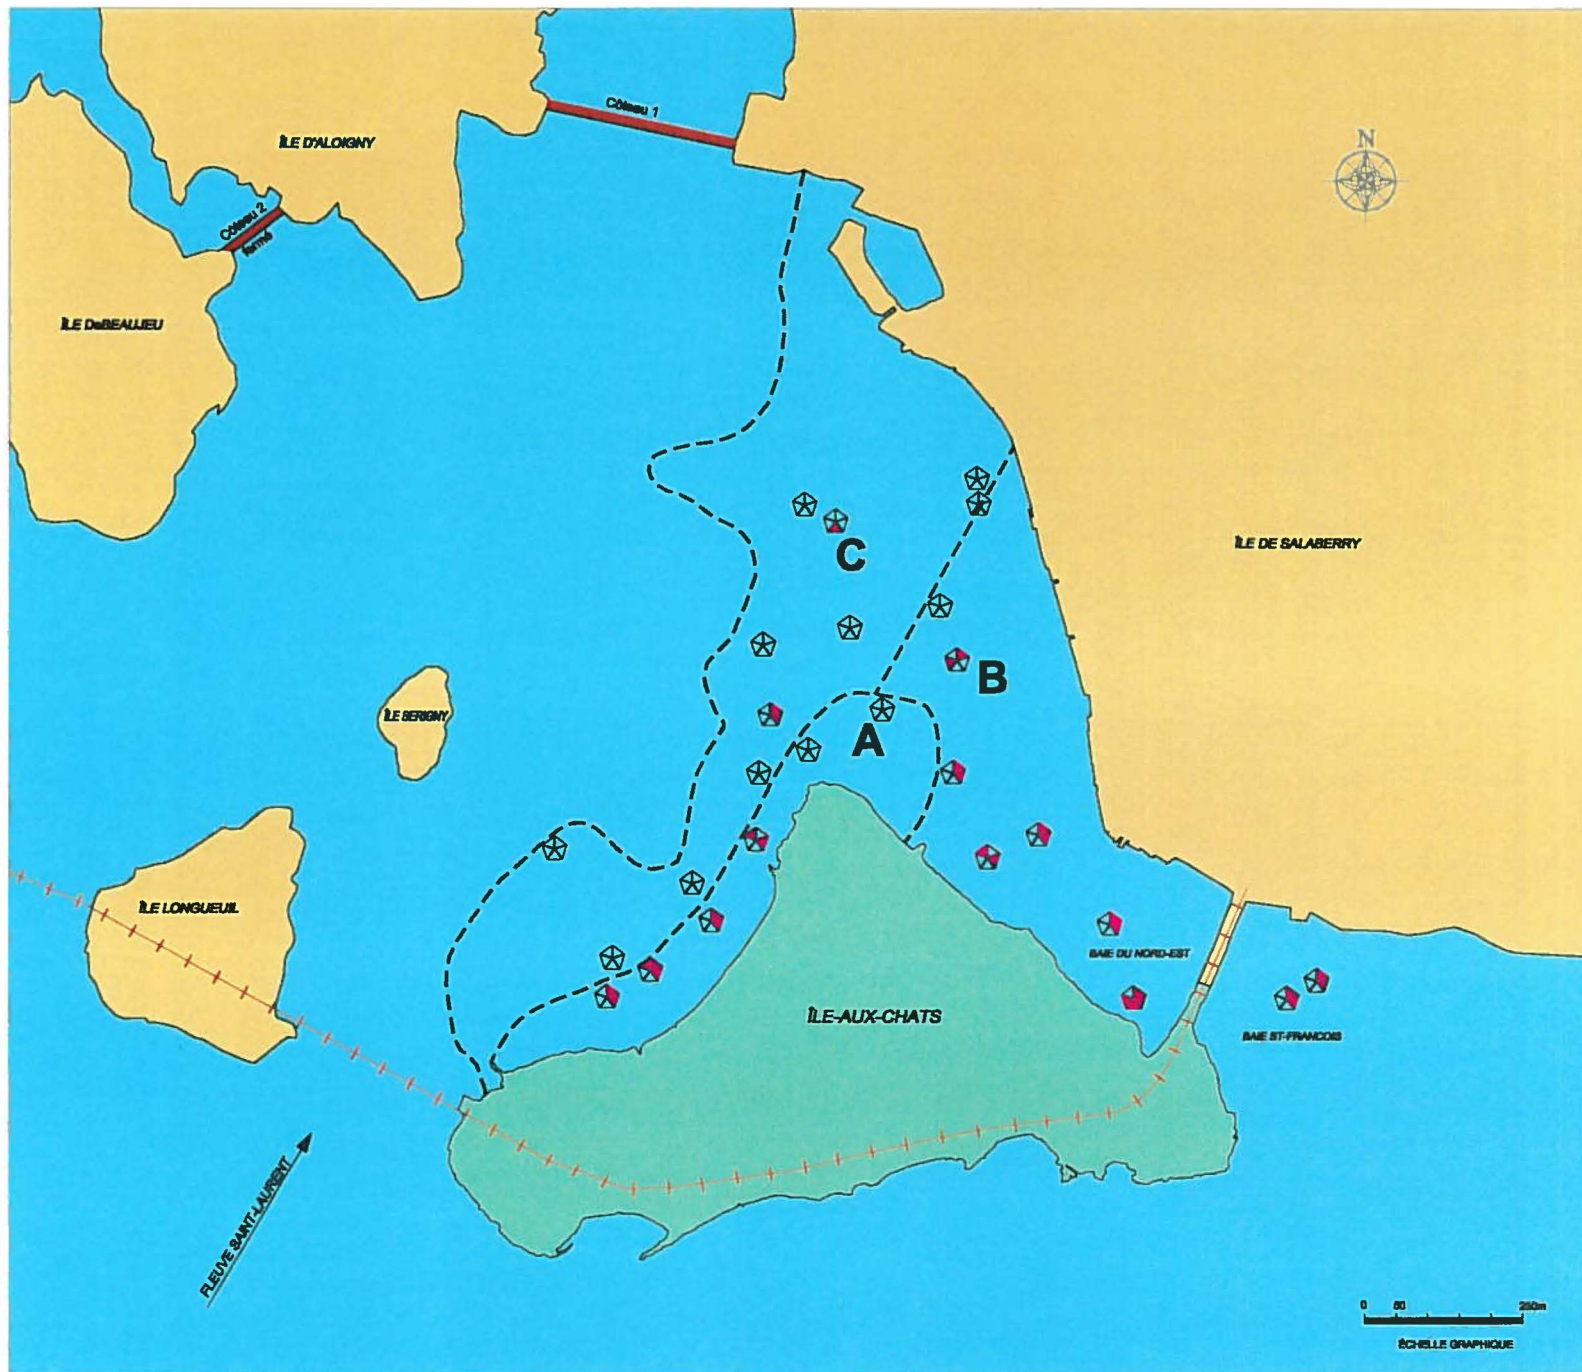 Côteau 1
N
ÎLE D'ALOIGNY
Côteau 2
fermé
ÎLE DeBEAUJEU
ÎLE DE SALABERRY
C
B
ÎLE SERIGNY
A
ÎLE LONGUEUIL
BAIE DU NORD-EST
ÎLE-AUX-CHATS
BAIE ST-FRANCOIS
FLEUVE SAINT-LAURENT
0 50 250m
ÉCHELLE GRAPHIQUE